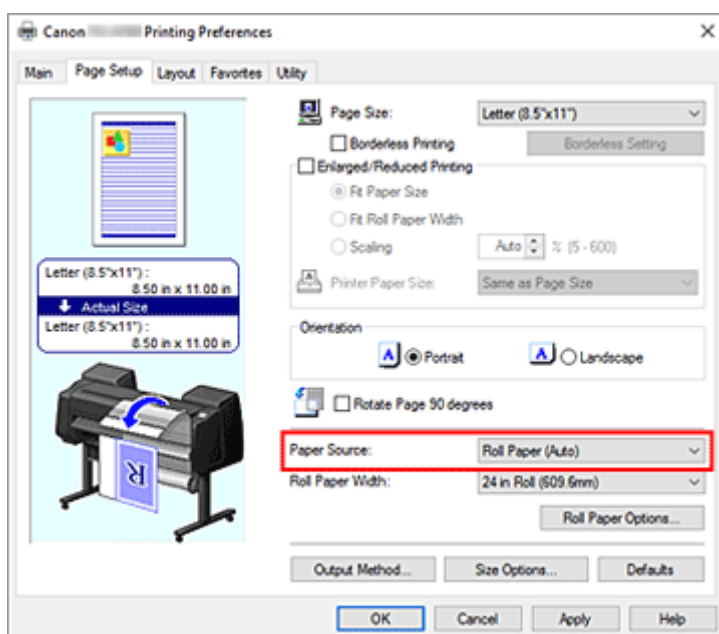 Canon Printing Preferences
Main Page Setup Layout Favorites Utility
Page Size: Letter (8.5"x11")
Borderless Printing Borderless Setting
Enlarged/Reduced Printing
Fit Paper Size
Fit Roll Paper Width
Scaling Auto % (5 - 600)
Printer Paper Size: Same as Page Size
Letter (8.5"x11") :
8.50 in x 11.00 in
Actual Size
Letter (8.5"x11") :
8.50 in x 11.00 in
Orientation
A Portrait A Landscape
Rotate Page 90 degrees
R
Paper Source: Roll Paper (Auto)
Roll Paper Width: 24 in Roll (609.6mm)
Roll Paper Options...
Output Method... Size Options... Defaults
OK Cancel Apply Help